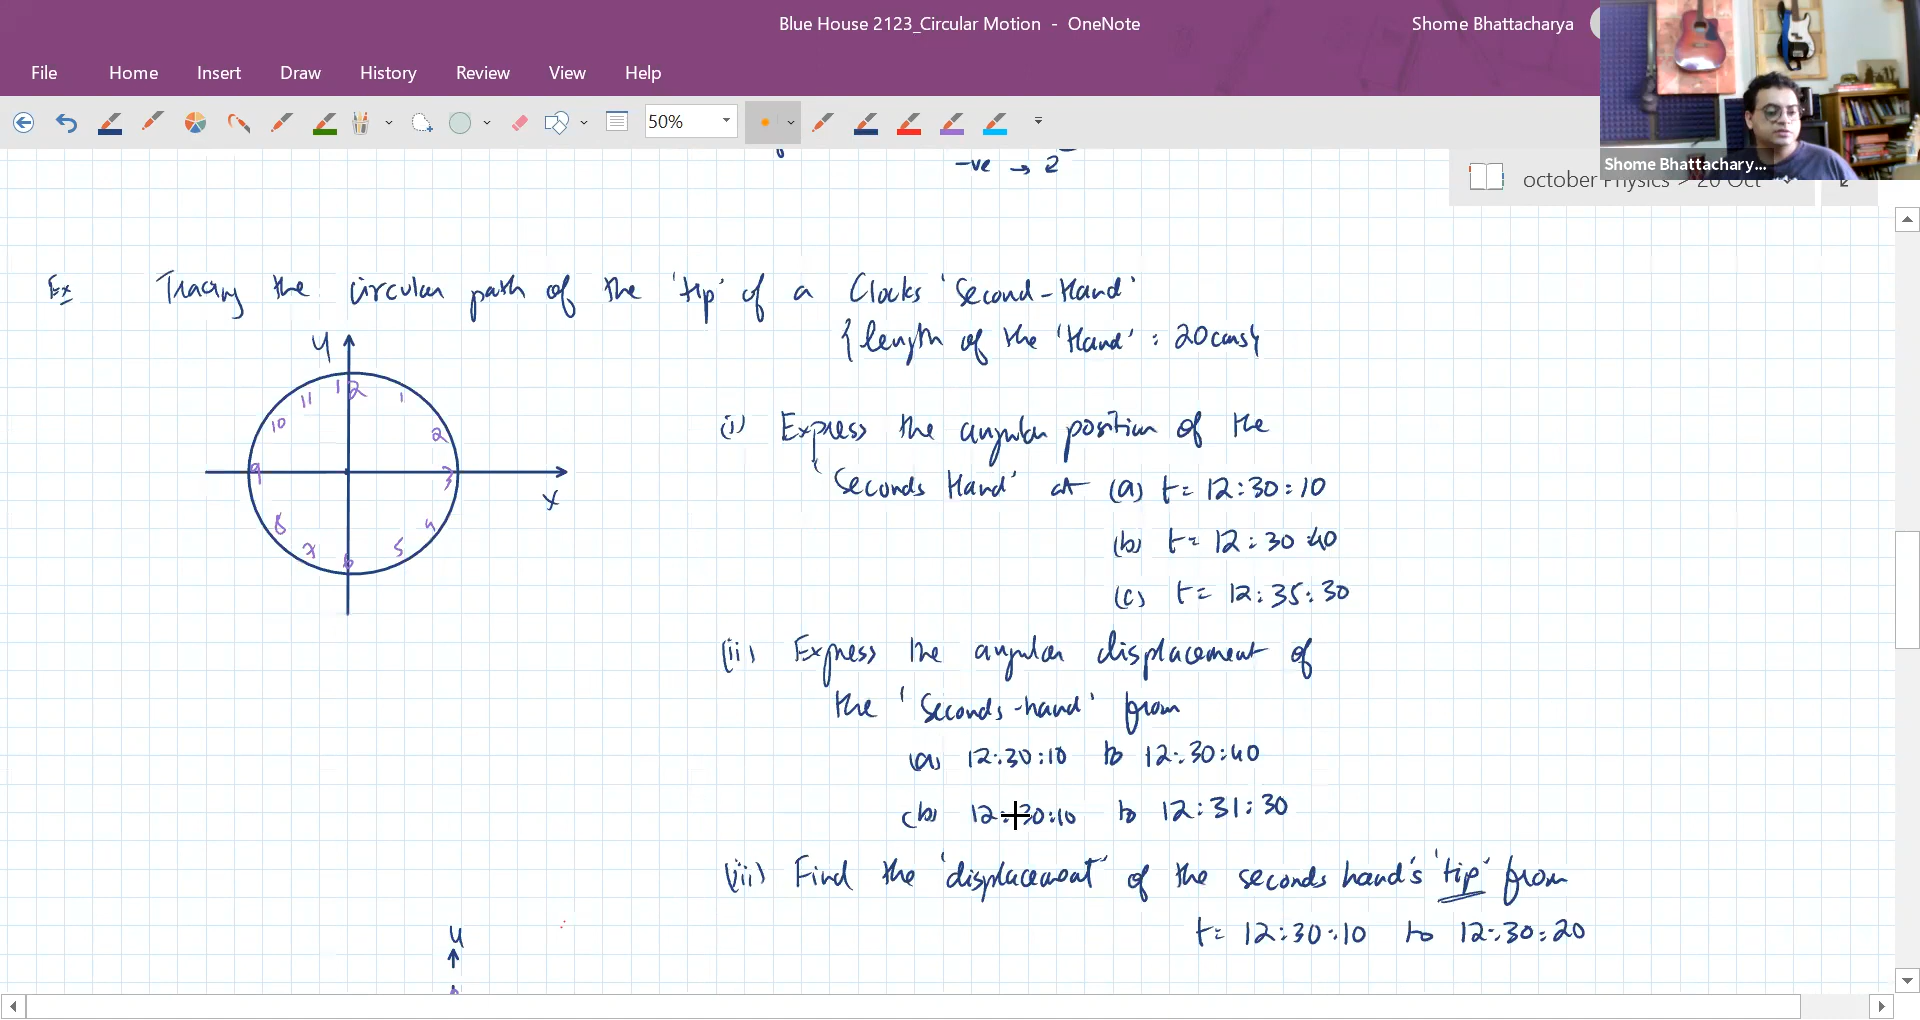 Blue House 2123_Circular Motion - OneNote
Shome Bhattacharya
File Home Insert Draw History Review View Help
50%
Shome Bhattachary...
october Physics > 20 Oct
-ve → 2
Ex Tracing the circular path of the 'tip' of a Clocks 'Second-Hand'
{length of the 'Hand' : 20cms}
y
12 1 2 3 4 5 6 7 8 9 10 11
x
(i) Express the angular position of the
'Seconds Hand' at (a) t= 12:30:10
(b) t= 12:30:40
(c) t= 12:35:30
(ii) Express the angular displacement of
the 'Seconds-hand' from
(a) 12:30:10 to 12:30:40
(b) 12:30:10 to 12:31:30
(iii) Find the 'displacement' of the seconds hand's 'tip' from
t= 12:30:10 to 12:30:20
y